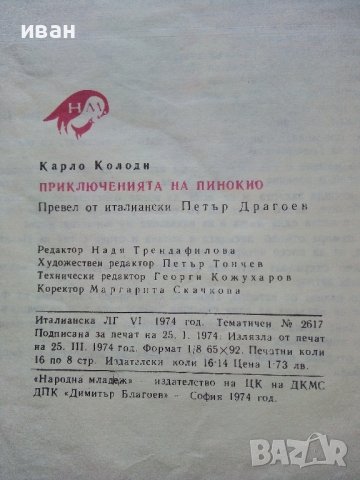 иван
НМ
Карло Колоди
ПРИКЛЮЧЕНИЯТА НА ПИНОКИО
Превел от италиански Петър Драгоев
Редактор Надя Трендафилова
Художествен редактор Петър Тончев
Технически редактор Георги Кожухаров
Коректор Маргарита Скачкова
Италианска ЛГ VI 1974 год. Тематичен № 2617
Подписана за печат на 25. I. 1974. Излязла от печат
на 25. III. 1974 год. Формат 1/8 65×92. Печатни коли
16 по 8 стр. Издателски коли 16·14 Цена 1·73 лв.
«Народна младеж» — издателство на ЦК на ДКМС
ДПК «Димитър Благоев» — София 1974 год.
BAZAR
bg